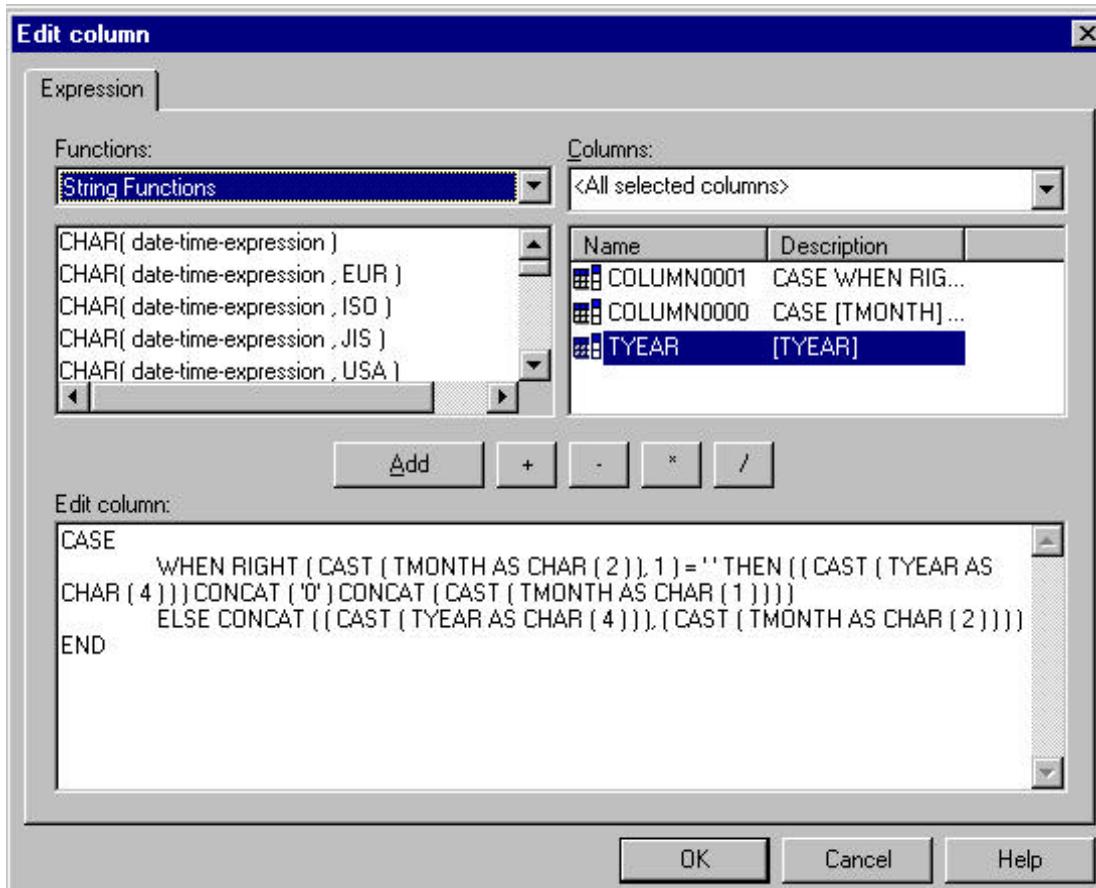 Edit column
Expression
Functions:
Columns:
String Functions
<All selected columns>
CHAR( date-time-expression )
CHAR( date-time-expression , EUR )
CHAR( date-time-expression , ISO )
CHAR( date-time-expression , JIS )
CHAR( date-time-expression , USA )
Name Description
COLUMN0001 CASE WHEN RIG...
COLUMN0000 CASE [TMONTH] ...
TYEAR [TYEAR]
Add + - * /
Edit column:
CASE
WHEN RIGHT ( CAST ( TMONTH AS CHAR ( 2 ) ), 1 ) = ' ' THEN ( ( CAST ( TYEAR AS
CHAR ( 4 ) ) ) CONCAT ( '0' ) CONCAT ( CAST ( TMONTH AS CHAR ( 1 ) ) ) )
ELSE CONCAT ( ( CAST ( TYEAR AS CHAR ( 4 ) ) ), ( CAST ( TMONTH AS CHAR ( 2 ) ) ) )
END
OK Cancel Help